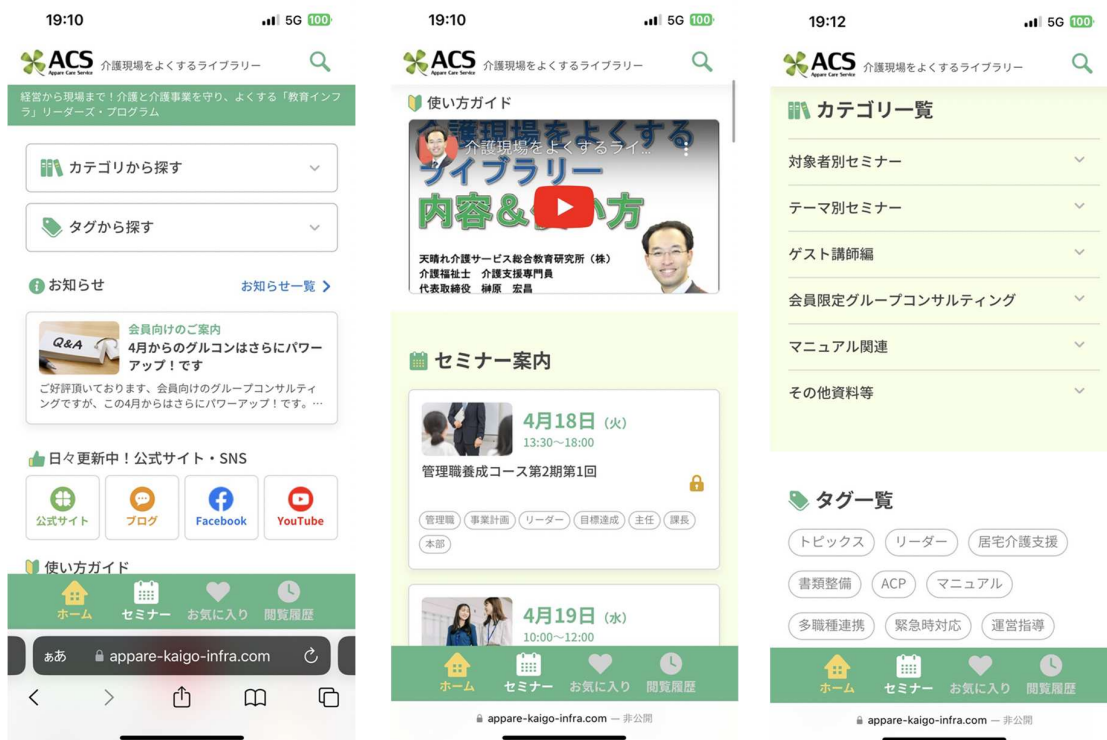 19:10
5G 100
ACS
Appare Care Service
介護現場をよくするライブラリー
経営から現場まで！介護と介護事業を守り、よくする「教育インフ
ラ」リーダーズ・プログラム
カテゴリから探す
タグから探す
お知らせ
お知らせ一覧
Q&A
会員向けのご案内
4月からのグルコンはさらにパワー
アップ！です
ご好評頂いております、会員向けのグループコンサルティ
ングですが、この4月からはさらにパワーアップ！です。…
日々更新中！公式サイト・SNS
公式サイト
ブログ
Facebook
YouTube
使い方ガイド
ホーム
セミナー
お気に入り
閲覧履歴
ぁあ
appare-kaigo-infra.com
19:10
5G 100
ACS
Appare Care Service
介護現場をよくするライブラリー
使い方ガイド
介護現場をよくするライ...
介護現場をよくする
ライブラリー
内容&使い方
天晴れ介護サービス総合教育研究所（株）
介護福祉士 介護支援専門員
代表取締役 榊原 宏昌
セミナー案内
4月18日（火）
13:30〜18:00
管理職養成コース第2期第1回
管理職
事業計画
リーダー
目標達成
主任
課長
本部
4月19日（水）
10:00〜12:00
ホーム
セミナー
お気に入り
閲覧履歴
appare-kaigo-infra.com — 非公開
19:12
5G 100
ACS
Appare Care Service
介護現場をよくするライブラリー
カテゴリ一覧
対象者別セミナー
テーマ別セミナー
ゲスト講師編
会員限定グループコンサルティング
マニュアル関連
その他資料等
タグ一覧
トピックス
リーダー
居宅介護支援
書類整備
ACP
マニュアル
多職種連携
緊急時対応
運営指導
ホーム
セミナー
お気に入り
閲覧履歴
appare-kaigo-infra.com — 非公開